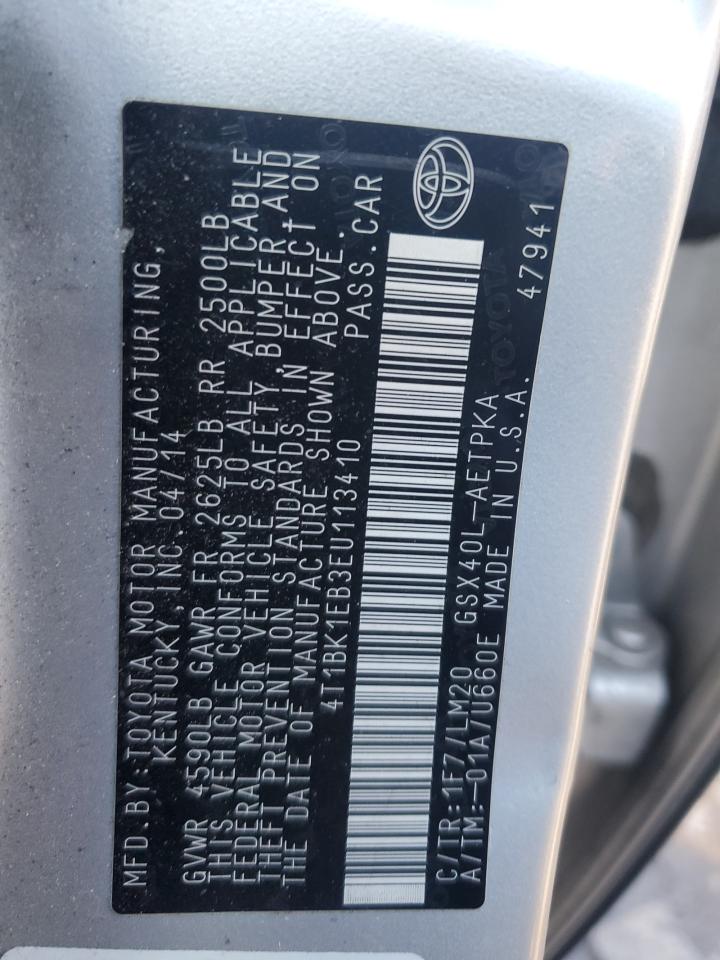 MFD.BY:TOYOTA MOTOR MANUFACTURING,
KENTUCKY,INC.04/14
GVWR 4590LB GAWR FR 2625LB RR 2500LB
THIS VEHICLE CONFORMS TO ALL APPLICABLE
FEDERAL MOTOR VEHICLE SAFETY, BUMPER AND
THEFT PREVENTION STANDARDS IN EFFECT ON
THE DATE OF MANUFACTURE SHOWN ABOVE.
4T1BK1EB3EU113410 PASS.CAR
C/TR:1F7/LM20 GSX40L-AETPKA
A/TM:-01A/U660E MADE IN U.S.A. 47941
TOYOTA